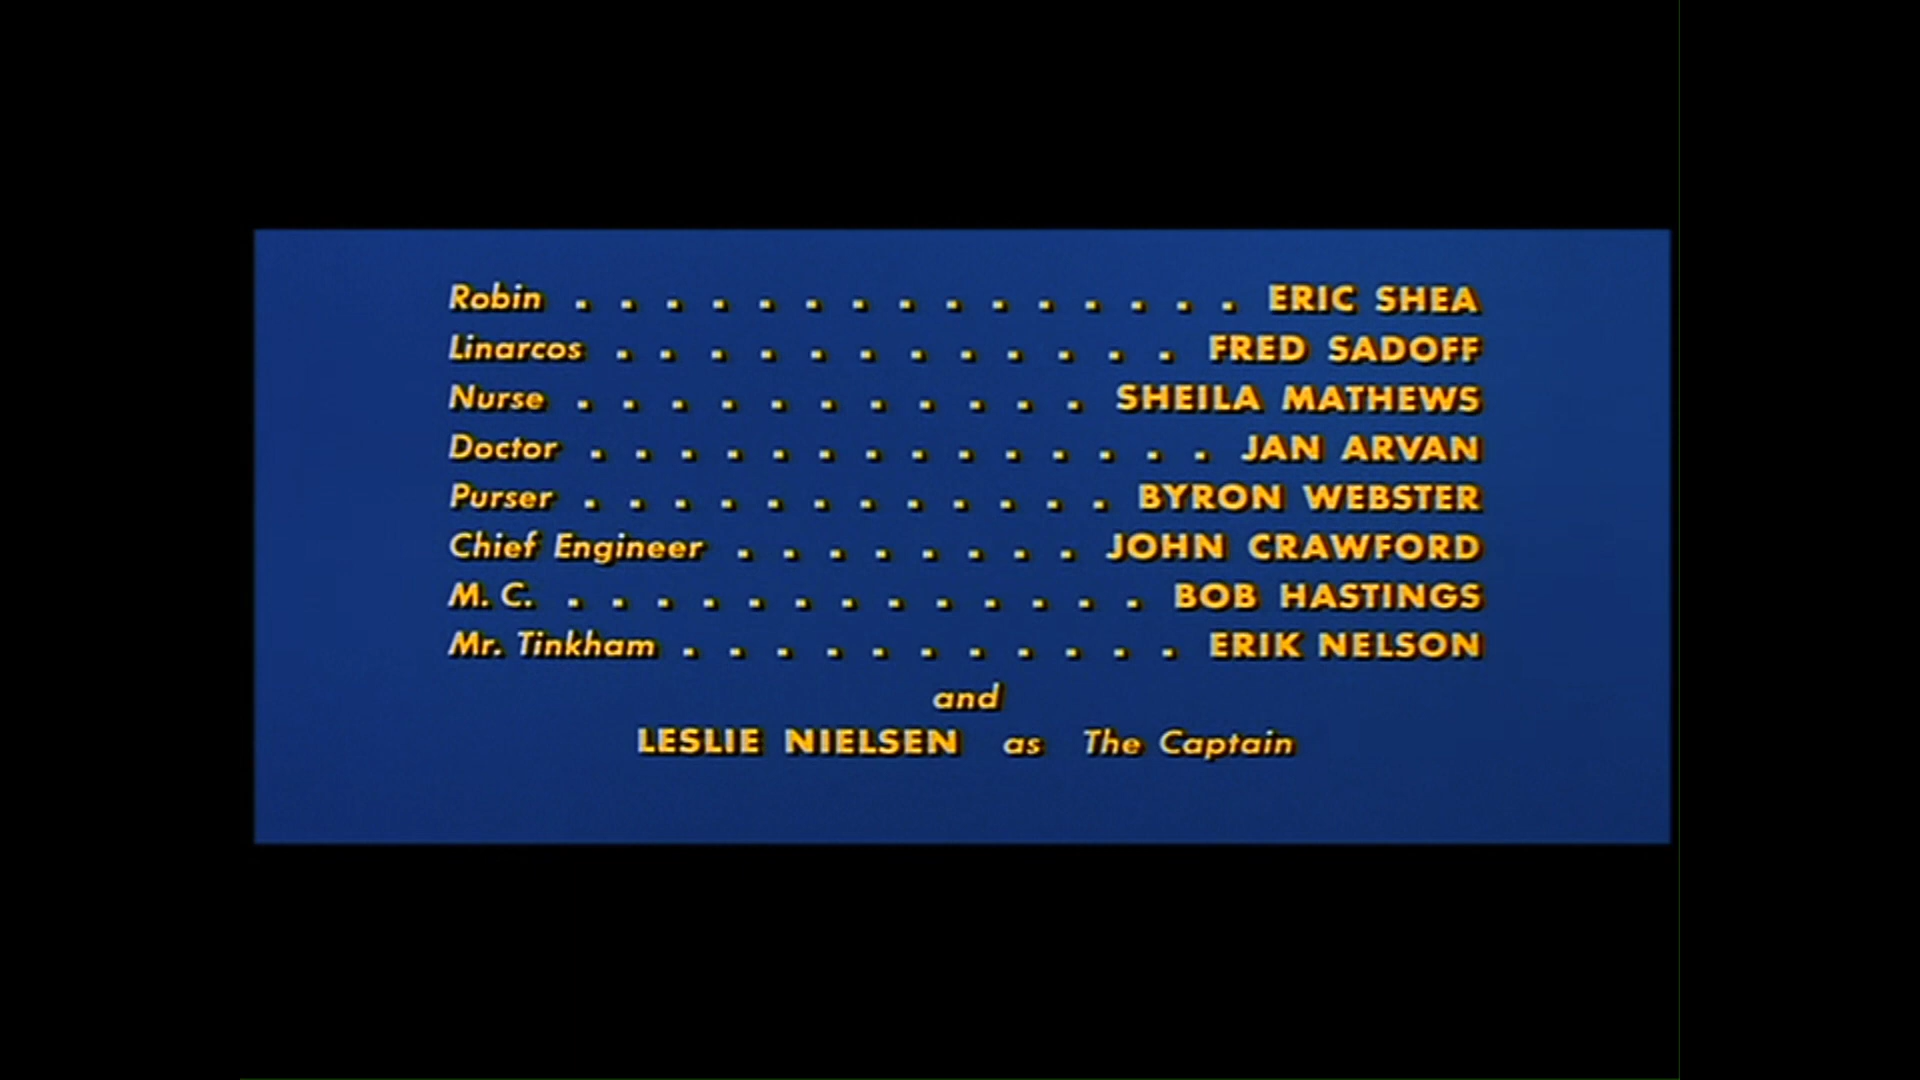 Robin . . . . . . . . . . . . . . . ERIC SHEA
Linarcos . . . . . . . . . . . . FRED SADOFF
Nurse . . . . . . . . . . . SHEILA MATHEWS
Doctor . . . . . . . . . . . . . . JAN ARVAN
Purser . . . . . . . . . . . . BYRON WEBSTER
Chief Engineer . . . . . . . . JOHN CRAWFORD
M. C. . . . . . . . . . . . . . BOB HASTINGS
Mr. Tinkham . . . . . . . . . . . ERIK NELSON
and
LESLIE NIELSEN as The Captain